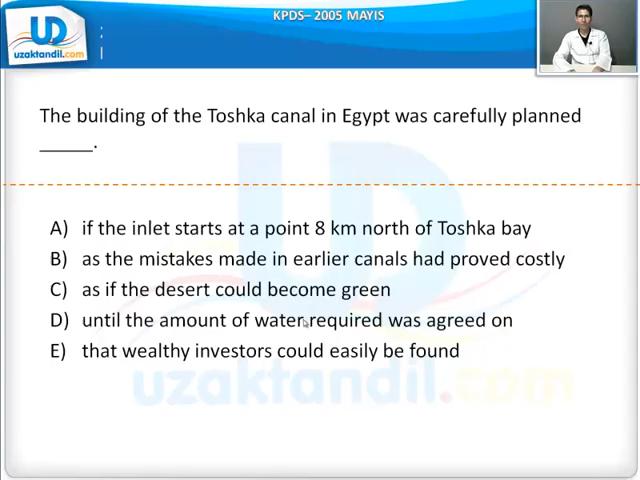 KPDS– 2005 MAYIS
UD
uzaktandil.com
The building of the Toshka canal in Egypt was carefully planned
_____.
A) if the inlet starts at a point 8 km north of Toshka bay
B) as the mistakes made in earlier canals had proved costly
C) as if the desert could become green
D) until the amount of water required was agreed on
E) that wealthy investors could easily be found
uzaktandil.com